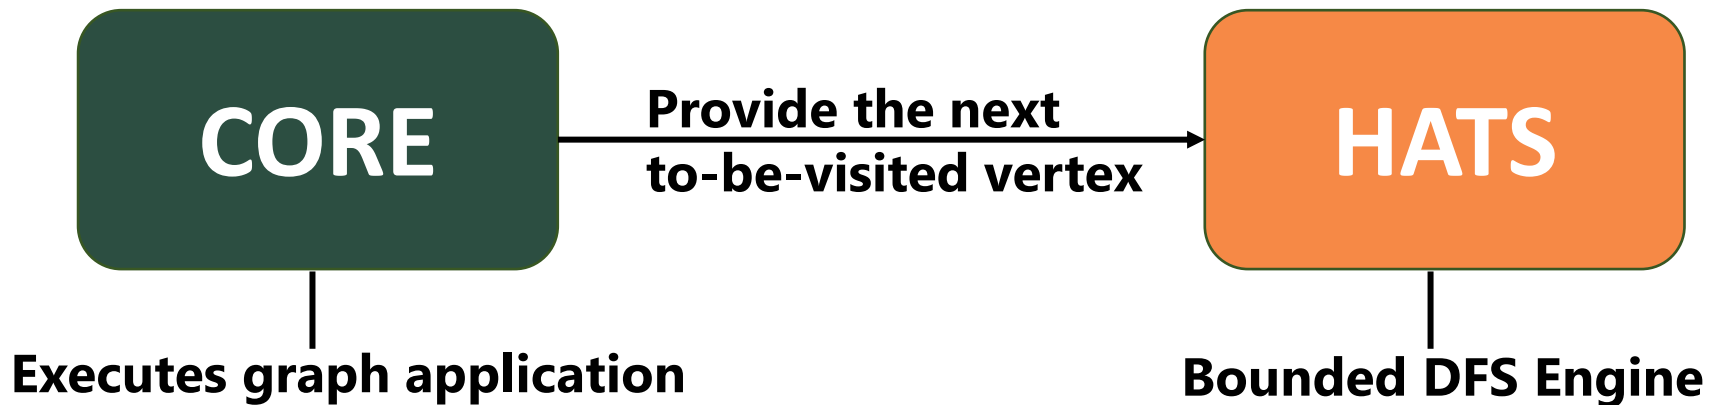 CORE
Provide the next
to-be-visited vertex
HATS
Executes graph application
Bounded DFS Engine